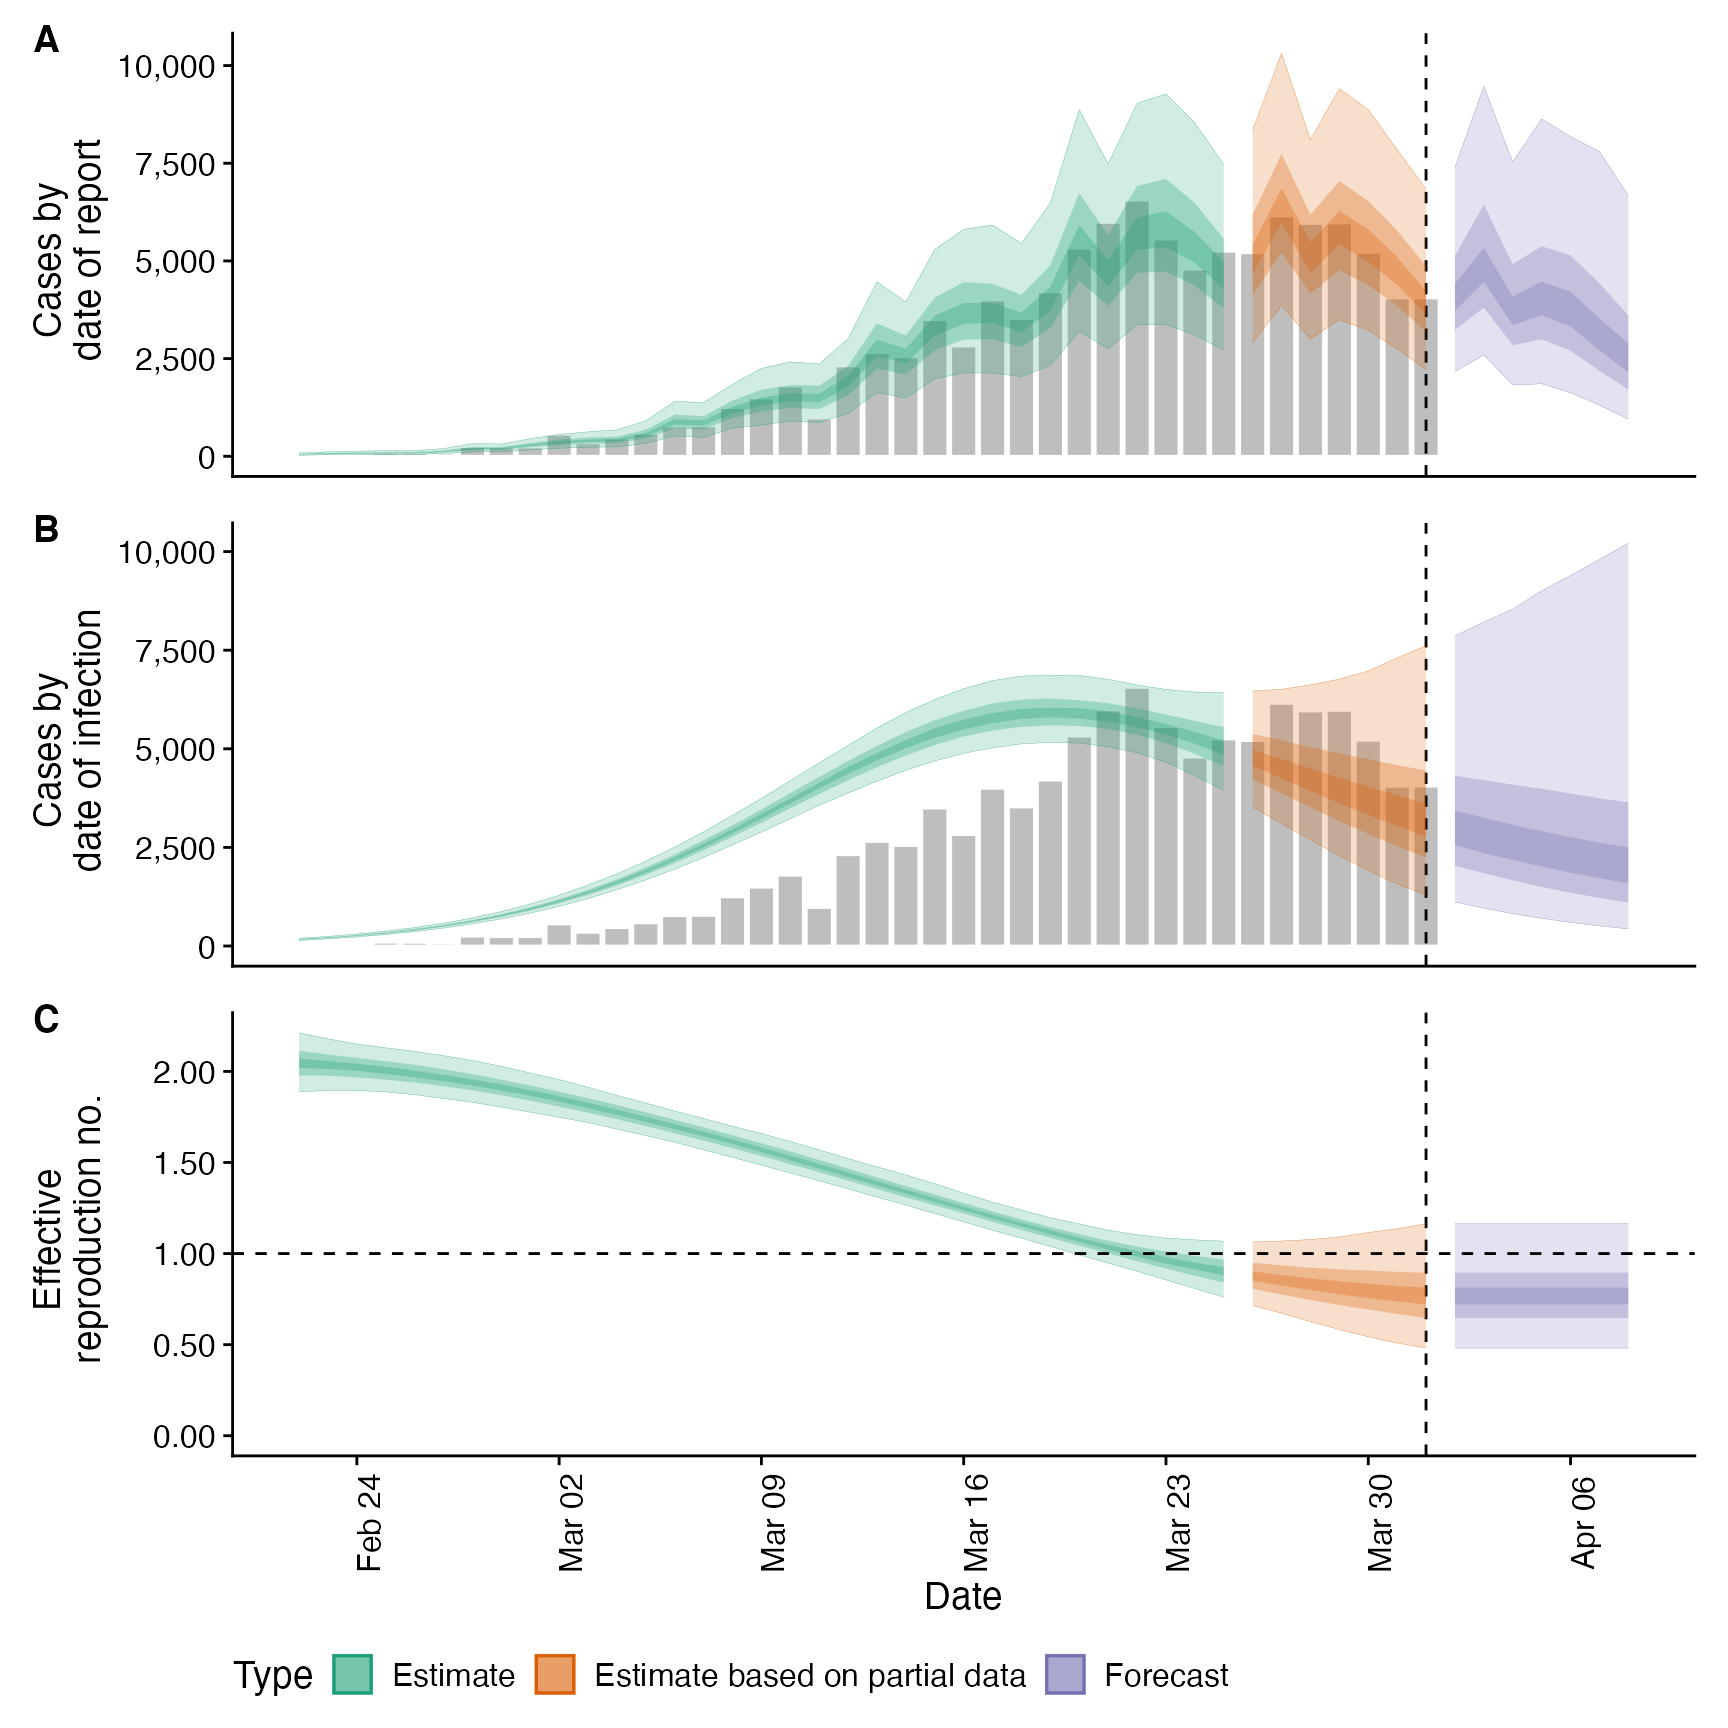 A
Cases by
date of report
10,000
7,500
5,000
2,500
0
B
Cases by
date of infection
10,000
7,500
5,000
2,500
0
C
Effective
reproduction no.
2.00
1.50
1.00
0.50
0.00
Feb 24
Mar 02
Mar 09
Mar 16
Mar 23
Mar 30
Apr 06
Date
Type
Estimate
Estimate based on partial data
Forecast